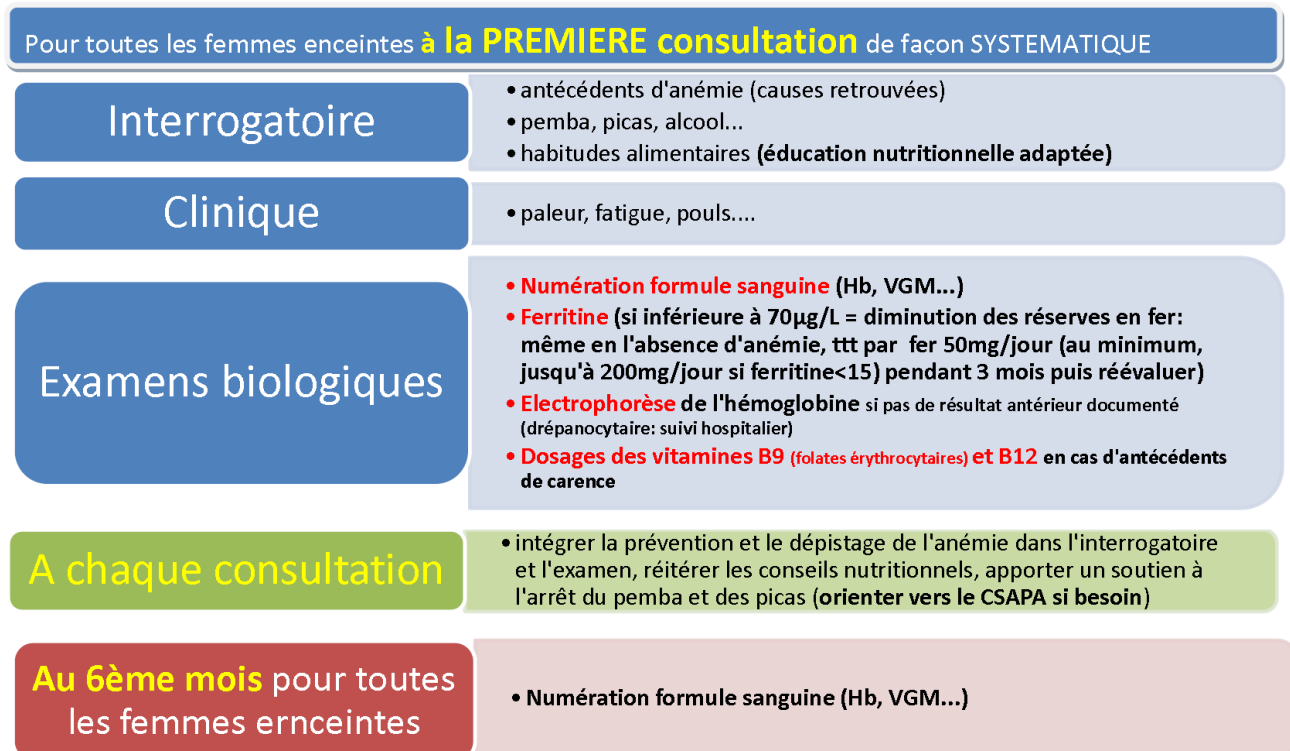 Pour toutes les femmes enceintes à la PREMIERE consultation de façon SYSTEMATIQUE
Interrogatoire
• antécédents d'anémie (causes retrouvées)
• pemba, picas, alcool...
• habitudes alimentaires (éducation nutritionnelle adaptée)
Clinique
• paleur, fatigue, pouls....
Examens biologiques
• Numération formule sanguine (Hb, VGM...)
• Ferritine (si inférieure à 70µg/L = diminution des réserves en fer:
même en l'absence d'anémie, ttt par fer 50mg/jour (au minimum,
jusqu'à 200mg/jour si ferritine<15) pendant 3 mois puis réévaluer)
• Electrophorèse de l'hémoglobine si pas de résultat antérieur documenté
(drépanocytaire: suivi hospitalier)
• Dosages des vitamines B9 (folates érythrocytaires) et B12 en cas d'antécédents
de carence
A chaque consultation
• intégrer la prévention et le dépistage de l'anémie dans l'interrogatoire
et l'examen, réitérer les conseils nutritionnels, apporter un soutien à
l'arrêt du pemba et des picas (orienter vers le CSAPA si besoin)
Au 6ème mois pour toutes
les femmes ernceintes
• Numération formule sanguine (Hb, VGM...)